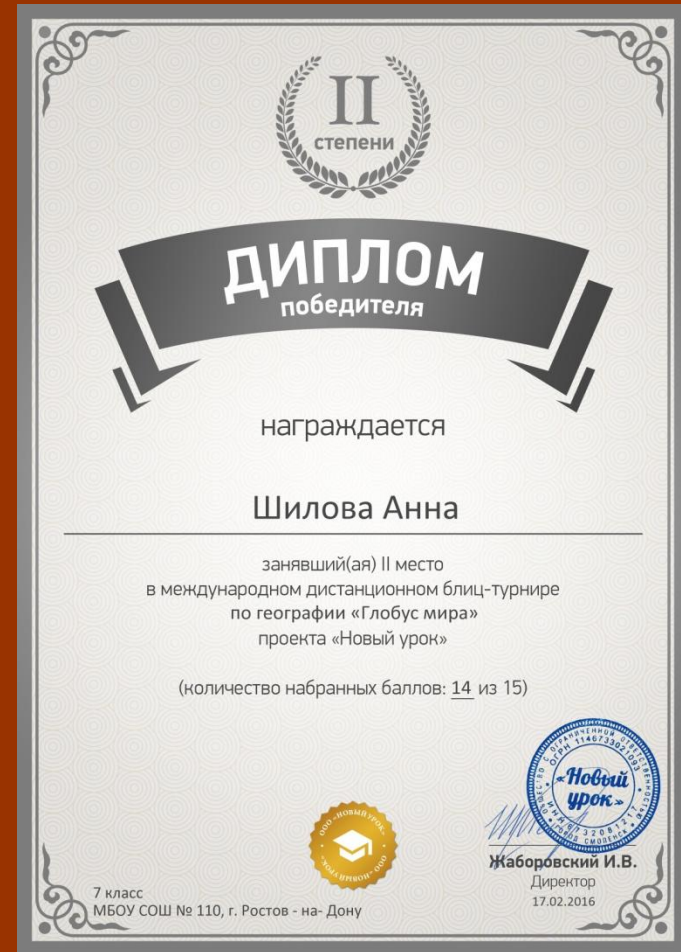 II
степени
ДИПЛОМ
победителя
награждается
Шилова Анна
занявший(ая) II место
в международном дистанционном блиц-турнире
по географии «Глобус мира»
проекта «Новый урок»
(количество набранных баллов: 14 из 15)
«Новый
урок»
Жаборовский И.В.
Директор
17.02.2016
7 класс
МБОУ СОШ № 110, г. Ростов - на- Дону